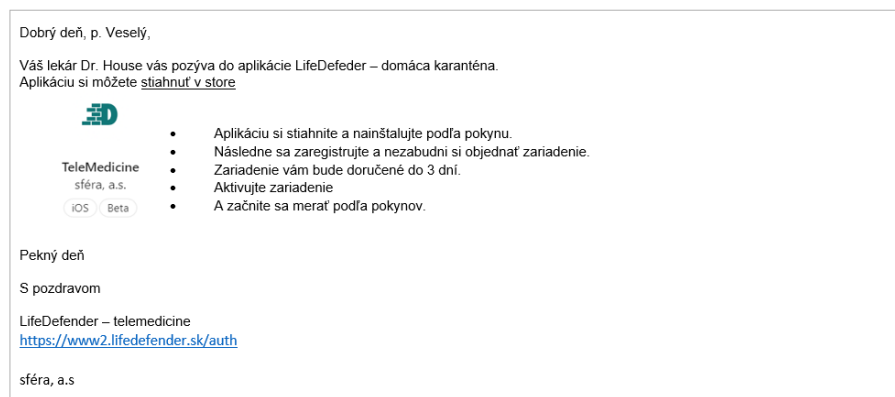 Dobrý deň, p. Veselý,
Váš lekár Dr. House vás pozýva do aplikácie LifeDefeder – domáca karanténa.
Aplikáciu si môžete stiahnuť v store
TeleMedicine
sféra, a.s.
iOS Beta
• Aplikáciu si stiahnite a nainštalujte podľa pokynu.
• Následne sa zaregistrujte a nezabudni si objednať zariadenie.
• Zariadenie vám bude doručené do 3 dní.
• Aktivujte zariadenie
• A začnite sa merať podľa pokynov.
Pekný deň
S pozdravom
LifeDefender – telemedicine
https://www2.lifedefender.sk/auth
sféra, a.s